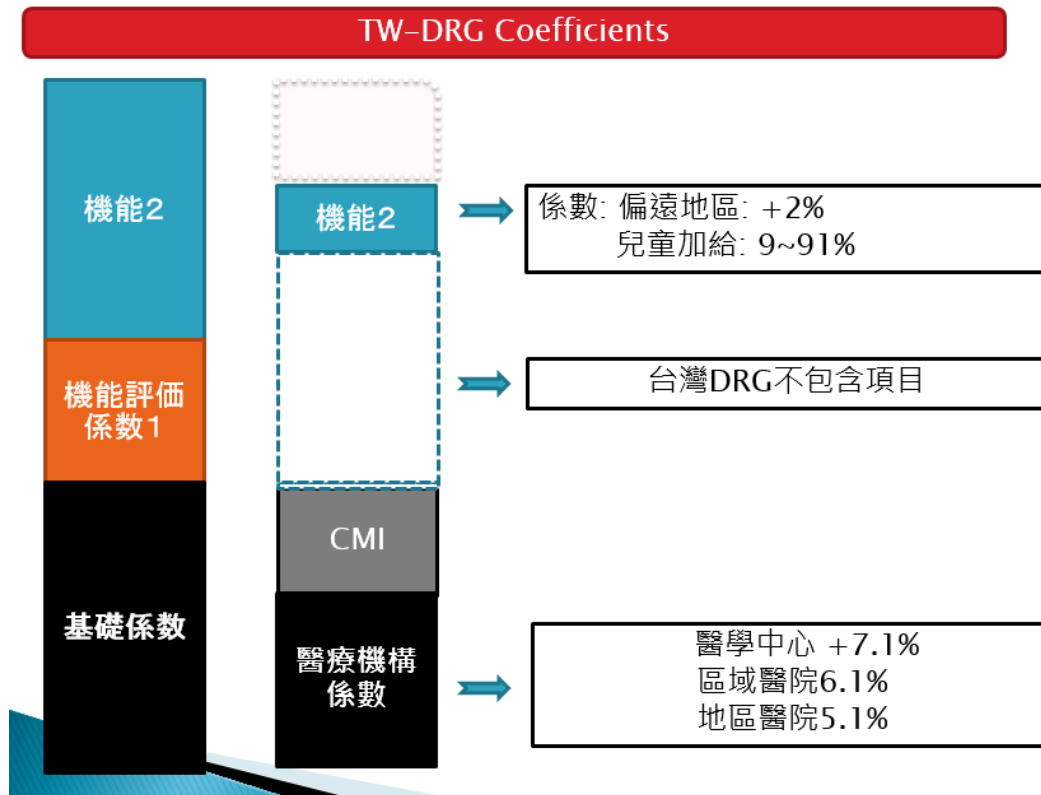 TW-DRG Coefficients
機能2
機能評価
係数1
基礎係数
機能2
CMI
醫療機構
係數
係數: 偏遠地區: +2%
兒童加給: 9~91%
台灣DRG不包含項目
醫學中心 +7.1%
區域醫院6.1%
地區醫院5.1%